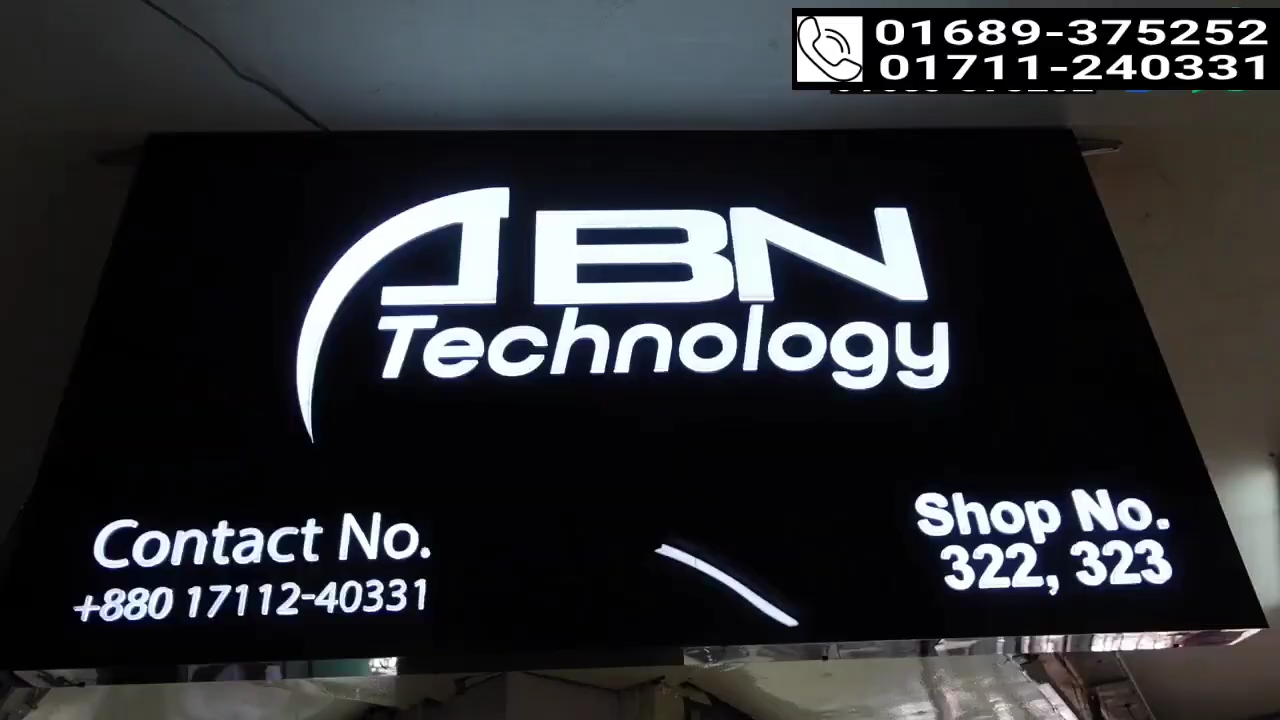 01689-375252
01711-240331
ABN
Technology
Contact No.
+880 17112-40331
Shop No.
322, 323